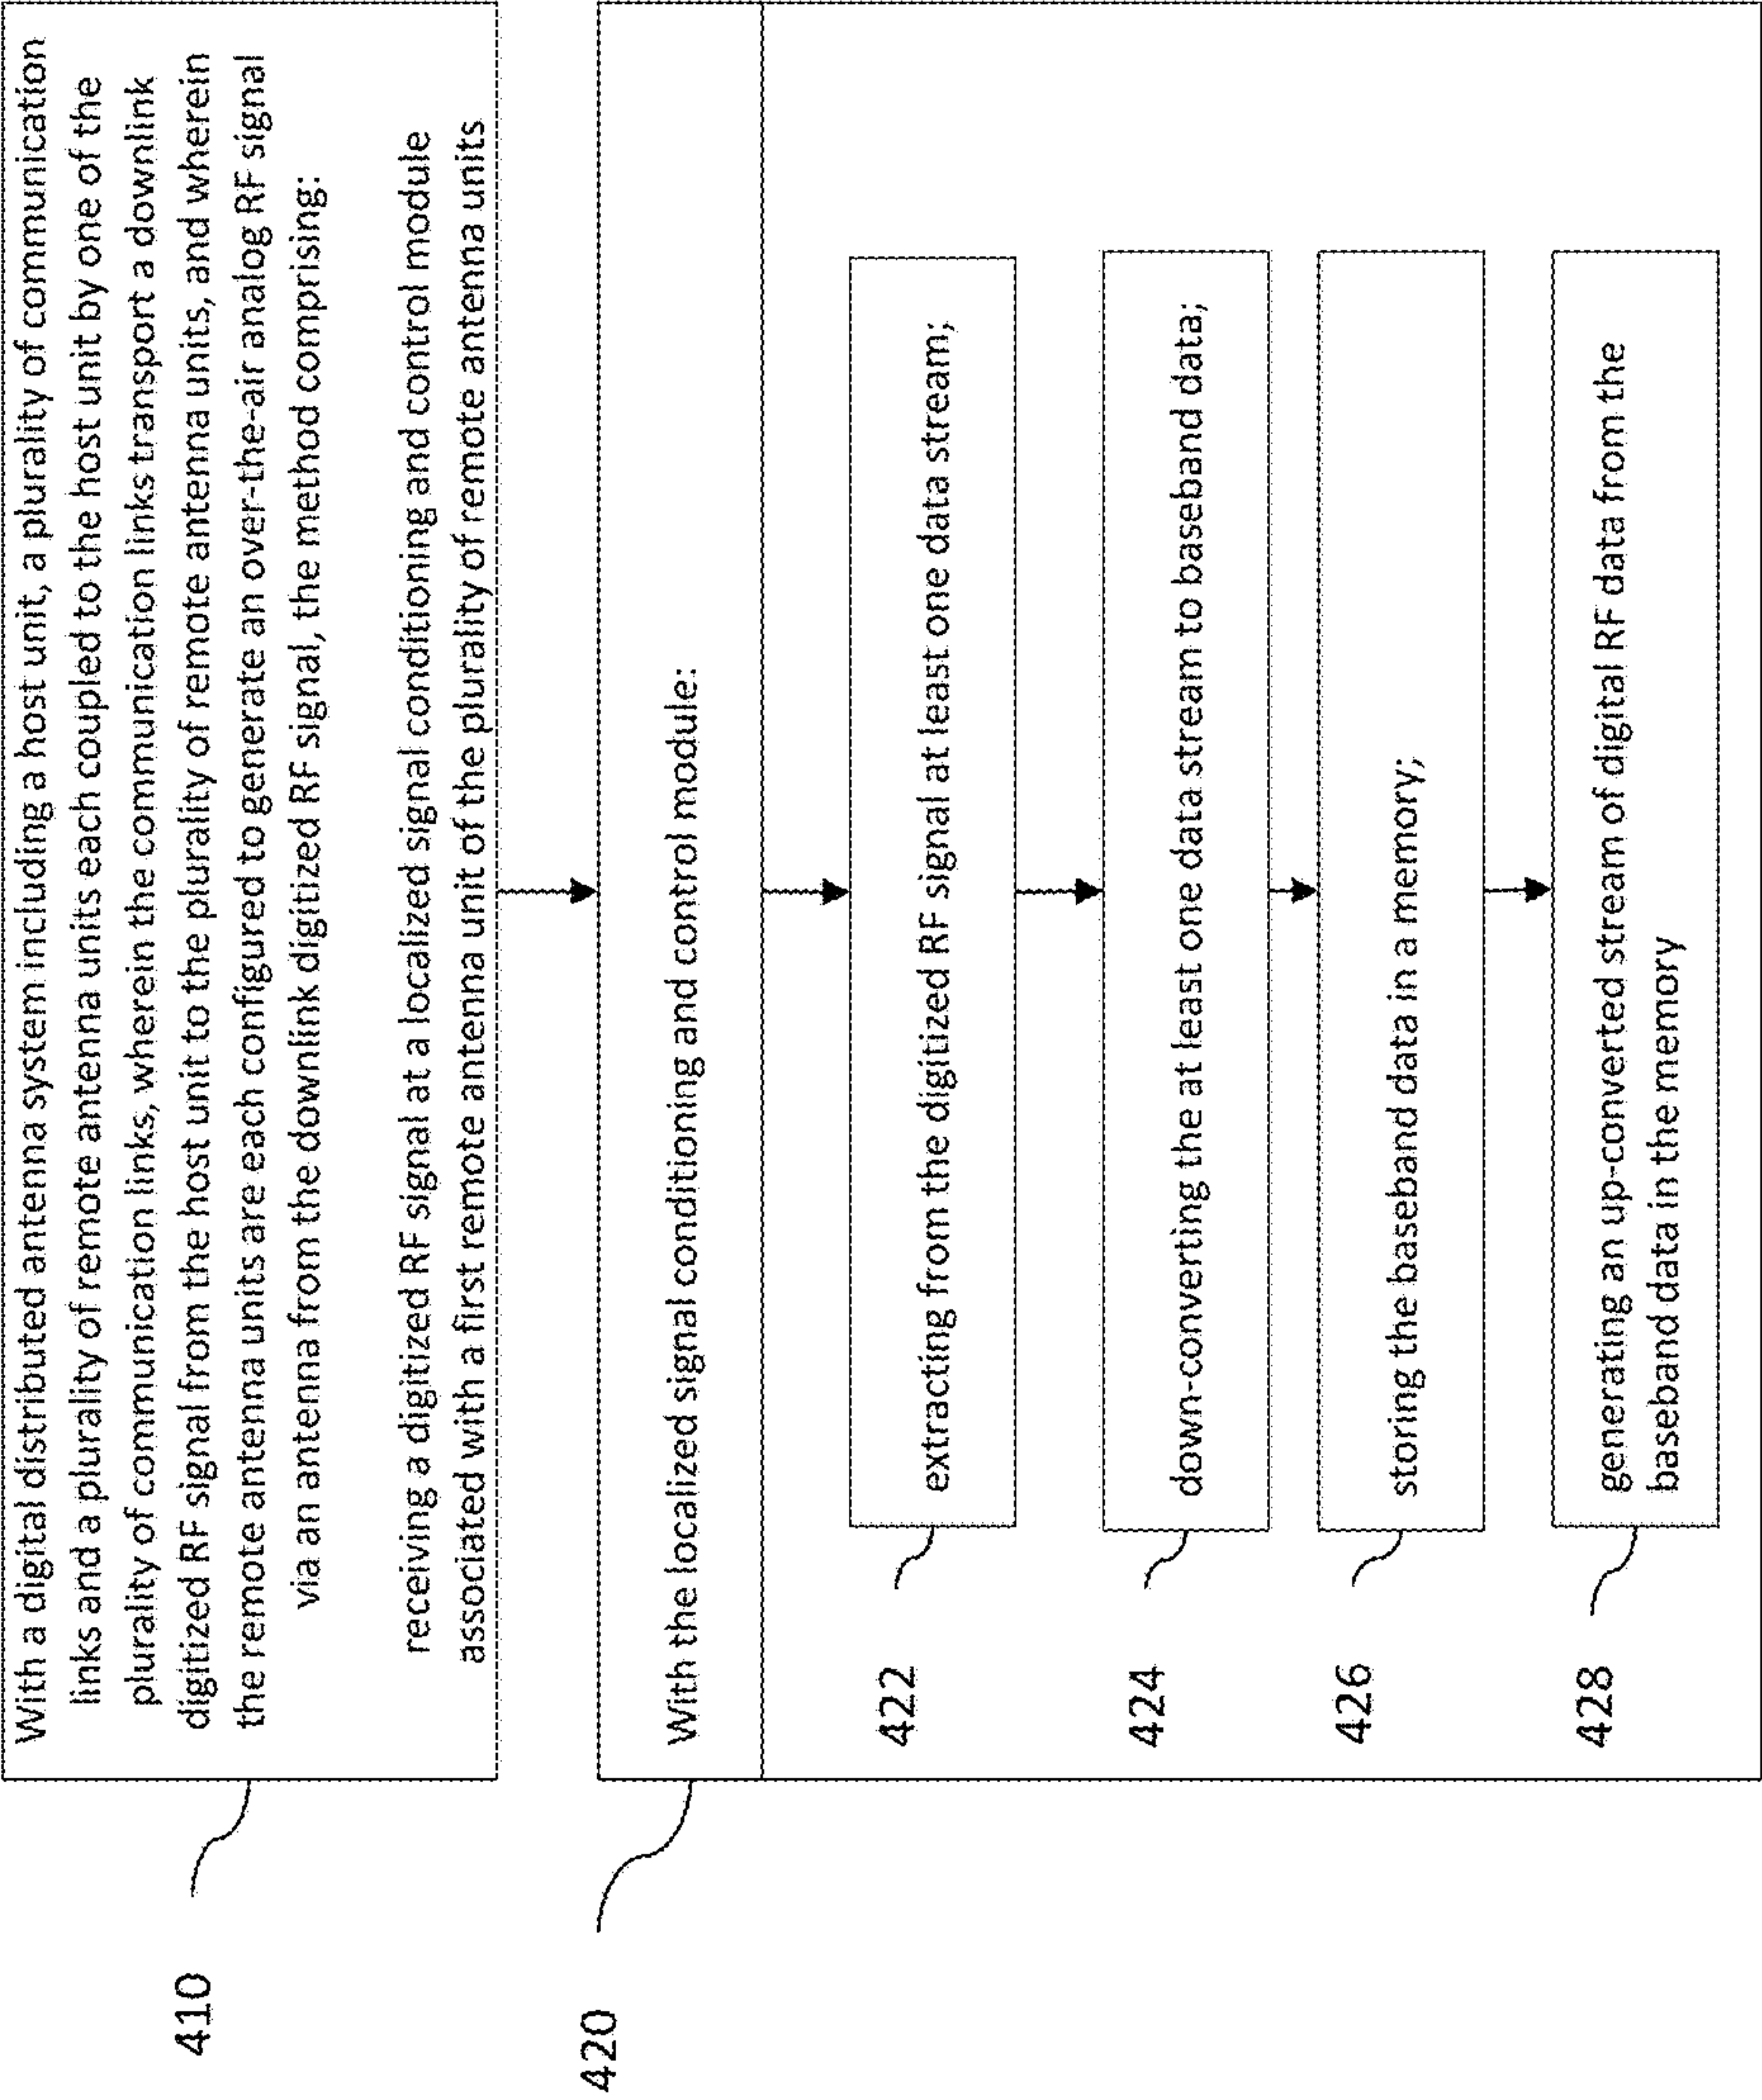 With a digital distributed antenna system including a host unit, a plurality of communication
links and a plurality of remote antenna units each coupled to the host unit by one of the
plurality of communication links, wherein the communication links transport a downlink
digitized RF signal from the host unit to the plurality of remote antenna units, and wherein
the remote antenna units are each configured to generate an over-the-air analog RF signal
via an antenna from the downlink digitized RF signal, the method comprising:
receiving a digitized RF signal at a localized signal conditioning and control module
associated with a first remote antenna unit of the plurality of remote antenna units
410
With the localized signal conditioning and control module:
420
extracting from the digitized RF signal at least one data stream;
422
down-converting the at least one data stream to baseband data;
424
storing the baseband data in a memory;
426
generating an up-converted stream of digital RF data from the
baseband data in the memory
428